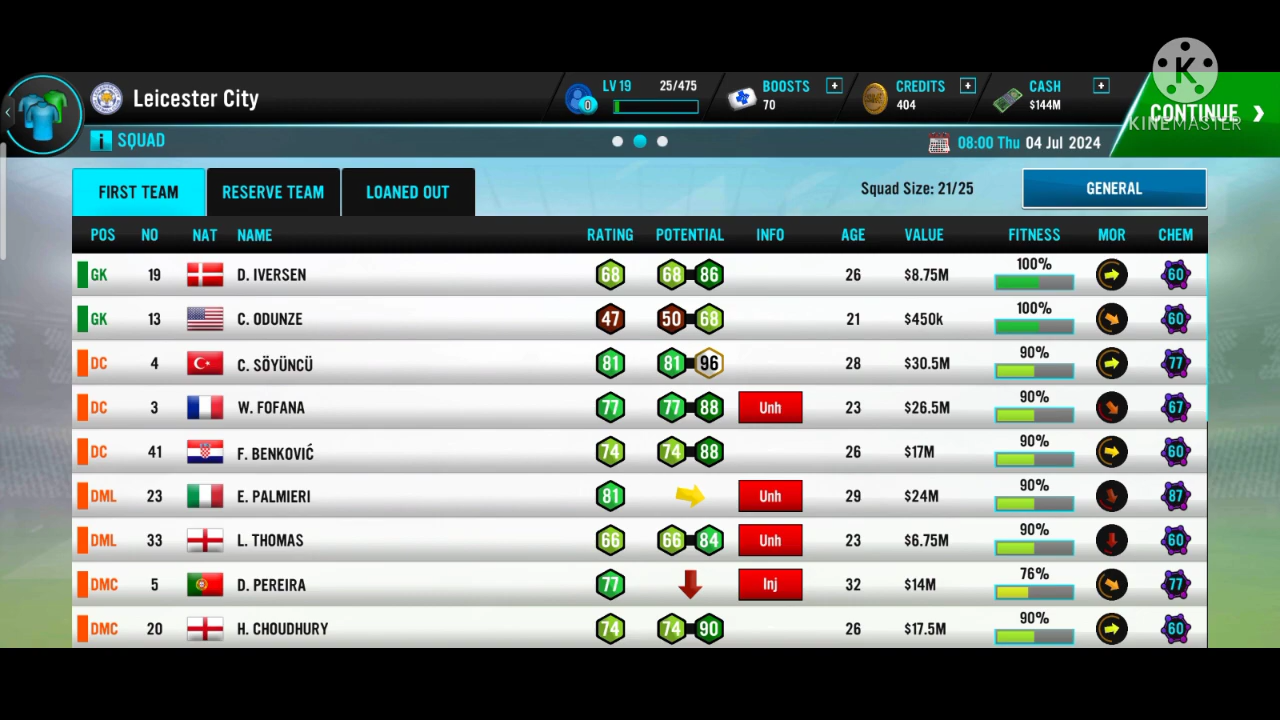 LV 19 25/475 BOOSTS CREDITS CASH
Leicester City 0 70 404 $144M CONTINUE
K
KINEMASTER
i SQUAD 08:00 Thu 04 Jul 2024
FIRST TEAM RESERVE TEAM LOANED OUT Squad Size: 21/25 GENERAL
POS NO NAT NAME RATING POTENTIAL INFO AGE VALUE FITNESS MOR CHEM
GK 19 D. IVERSEN 68 68 86 26 $8.75M 100% 60
GK 13 C. ODUNZE 47 50 68 21 $450k 100% 60
DC 4 C. SÖYÜNCÜ 81 81 96 28 $30.5M 90% 77
DC 3 W. FOFANA 77 77 88 Unh 23 $26.5M 90% 67
DC 41 F. BENKOVIĆ 74 74 88 26 $17M 90% 60
DML 23 E. PALMIERI 81 Unh 29 $24M 90% 87
DML 33 L. THOMAS 66 66 84 Unh 23 $6.75M 90% 60
DMC 5 D. PEREIRA 77 Inj 32 $14M 76% 77
DMC 20 H. CHOUDHURY 74 74 90 26 $17.5M 90% 60